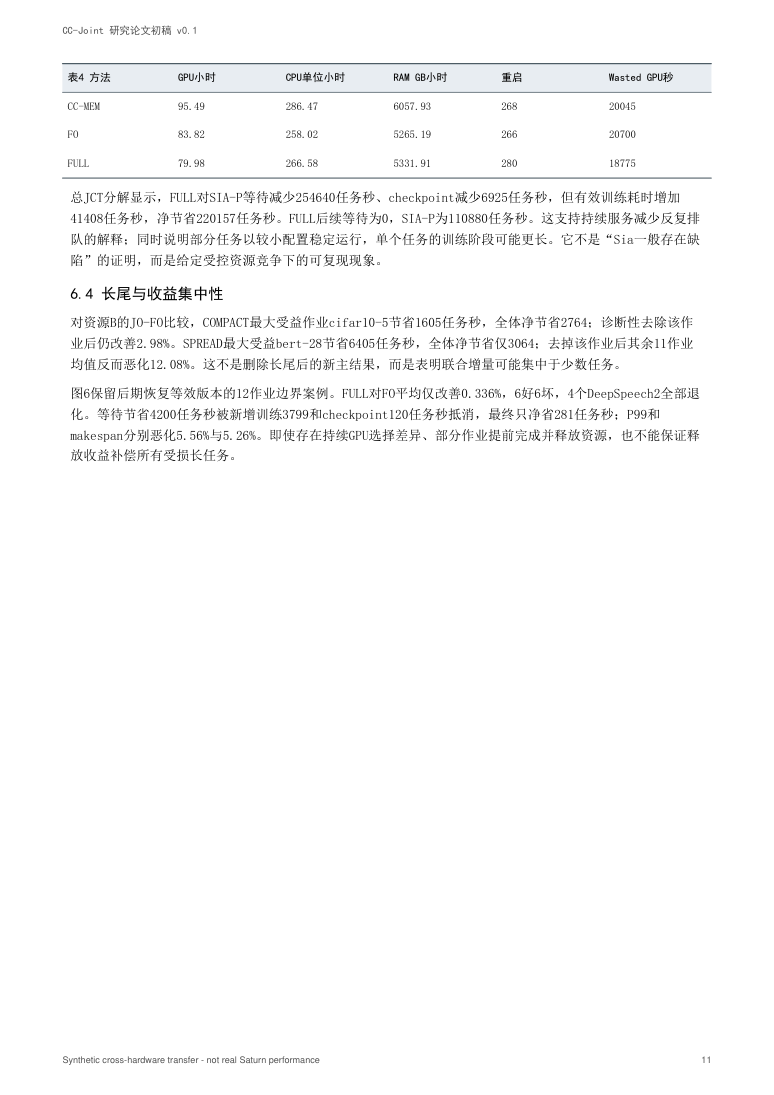 CC-Joint 研究论文初稿 v0.1
表4 方法 GPU小时 CPU单位小时 RAM GB小时 重启 Wasted GPU秒
CC-MEM 95.49 286.47 6057.93 268 20045
FO 83.82 258.02 5265.19 266 20700
FULL 79.98 266.58 5331.91 280 18775
总JCT分解显示，FULL对SIA-P等待减少254640任务秒、checkpoint减少6925任务秒，但有效训练耗时增加
41408任务秒，净节省220157任务秒。FULL后续等待为0，SIA-P为110880任务秒。这支持持续服务减少反复排
队的解释；同时说明部分任务以较小配置稳定运行，单个任务的训练阶段可能更长。它不是“Sia一般存在缺
陷”的证明，而是给定受控资源竞争下的可复现现象。
6.4 长尾与收益集中性
对资源B的JO-FO比较，COMPACT最大受益作业cifar10-5节省1605任务秒，全体净节省2764；诊断性去除该作
业后仍改善2.98%。SPREAD最大受益bert-28节省6405任务秒，全体净节省仅3064；去掉该作业后其余11作业
均值反而恶化12.08%。这不是删除长尾后的新主结果，而是表明联合增量可能集中于少数任务。
图6保留后期恢复等效版本的12作业边界案例。FULL对FO平均仅改善0.336%，6好6坏，4个DeepSpeech2全部退
化。等待节省4200任务秒被新增训练3799和checkpoint120任务秒抵消，最终只净省281任务秒；P99和
makespan分别恶化5.56%与5.26%。即使存在持续GPU选择差异、部分作业提前完成并释放资源，也不能保证释
放收益补偿所有受损长任务。
Synthetic cross-hardware transfer - not real Saturn performance 11